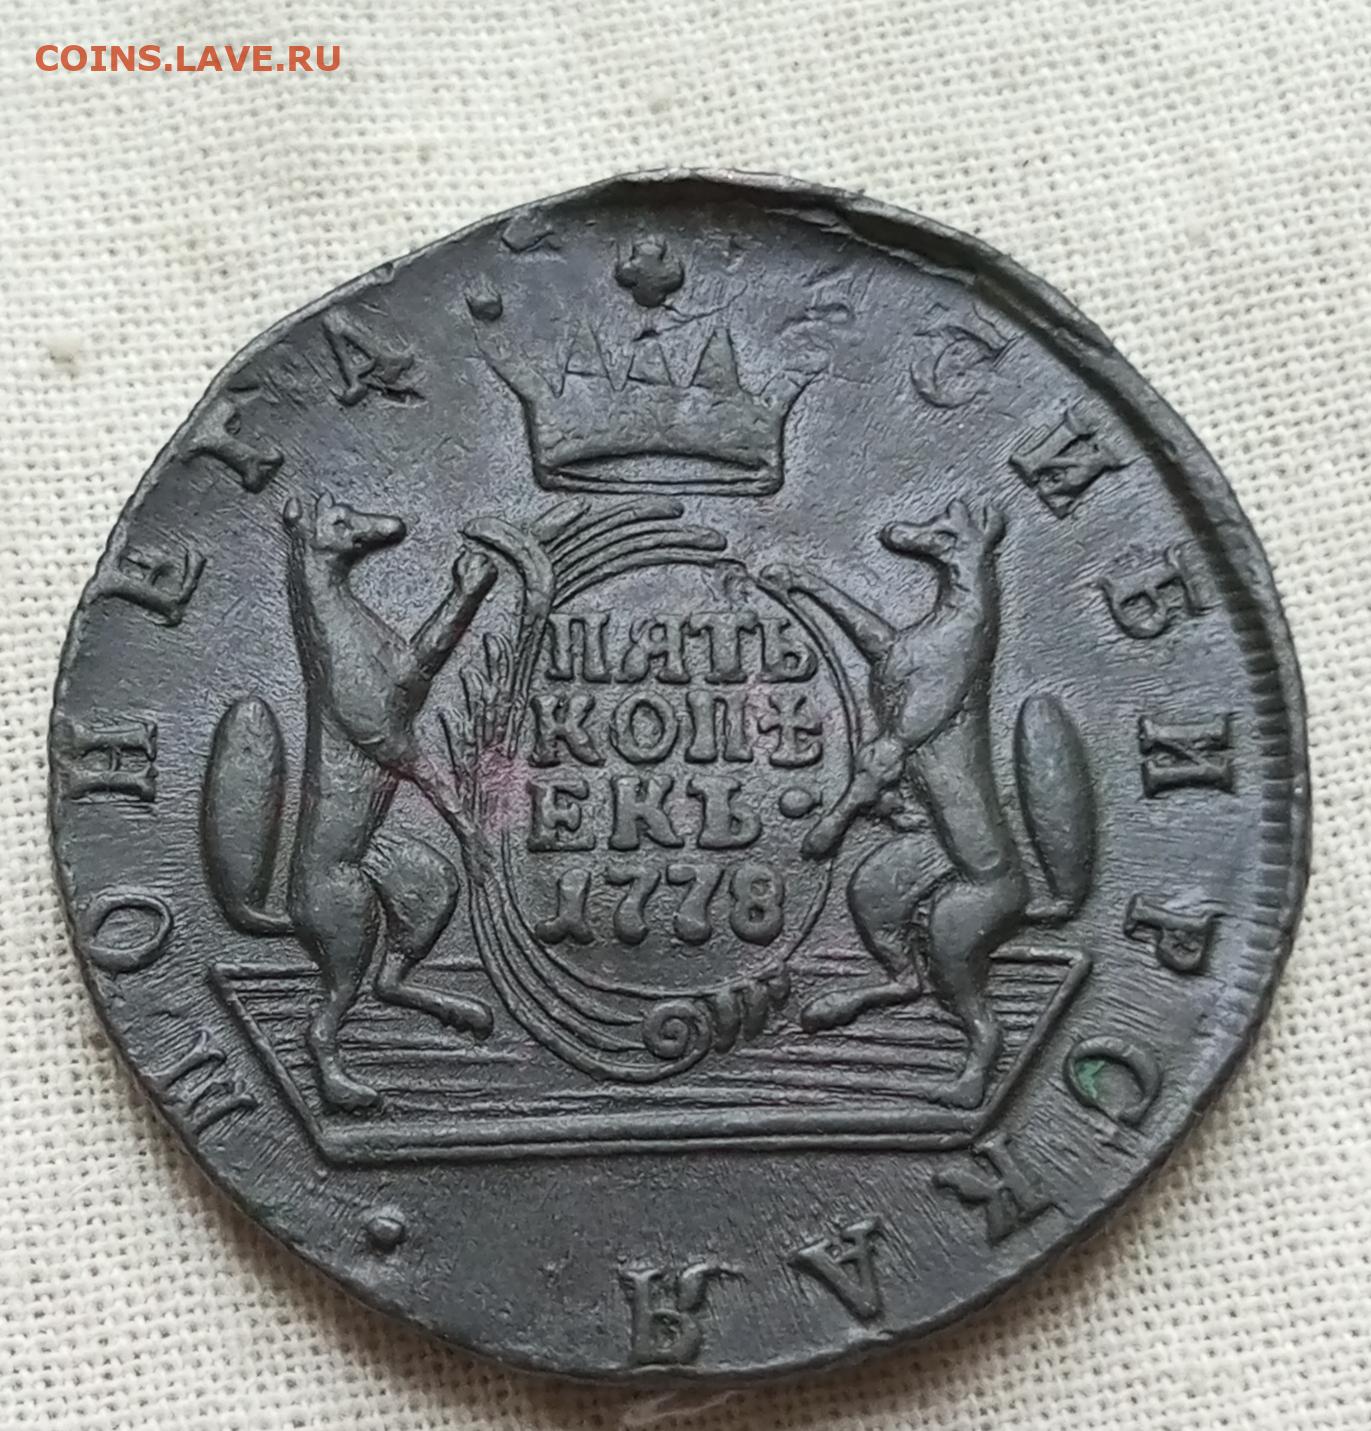 COINS.LAVE.RU
МОНЕТА СИБИРСКАЯ
ПЯТЬ
КОПѢ
ЕКЪ
1778